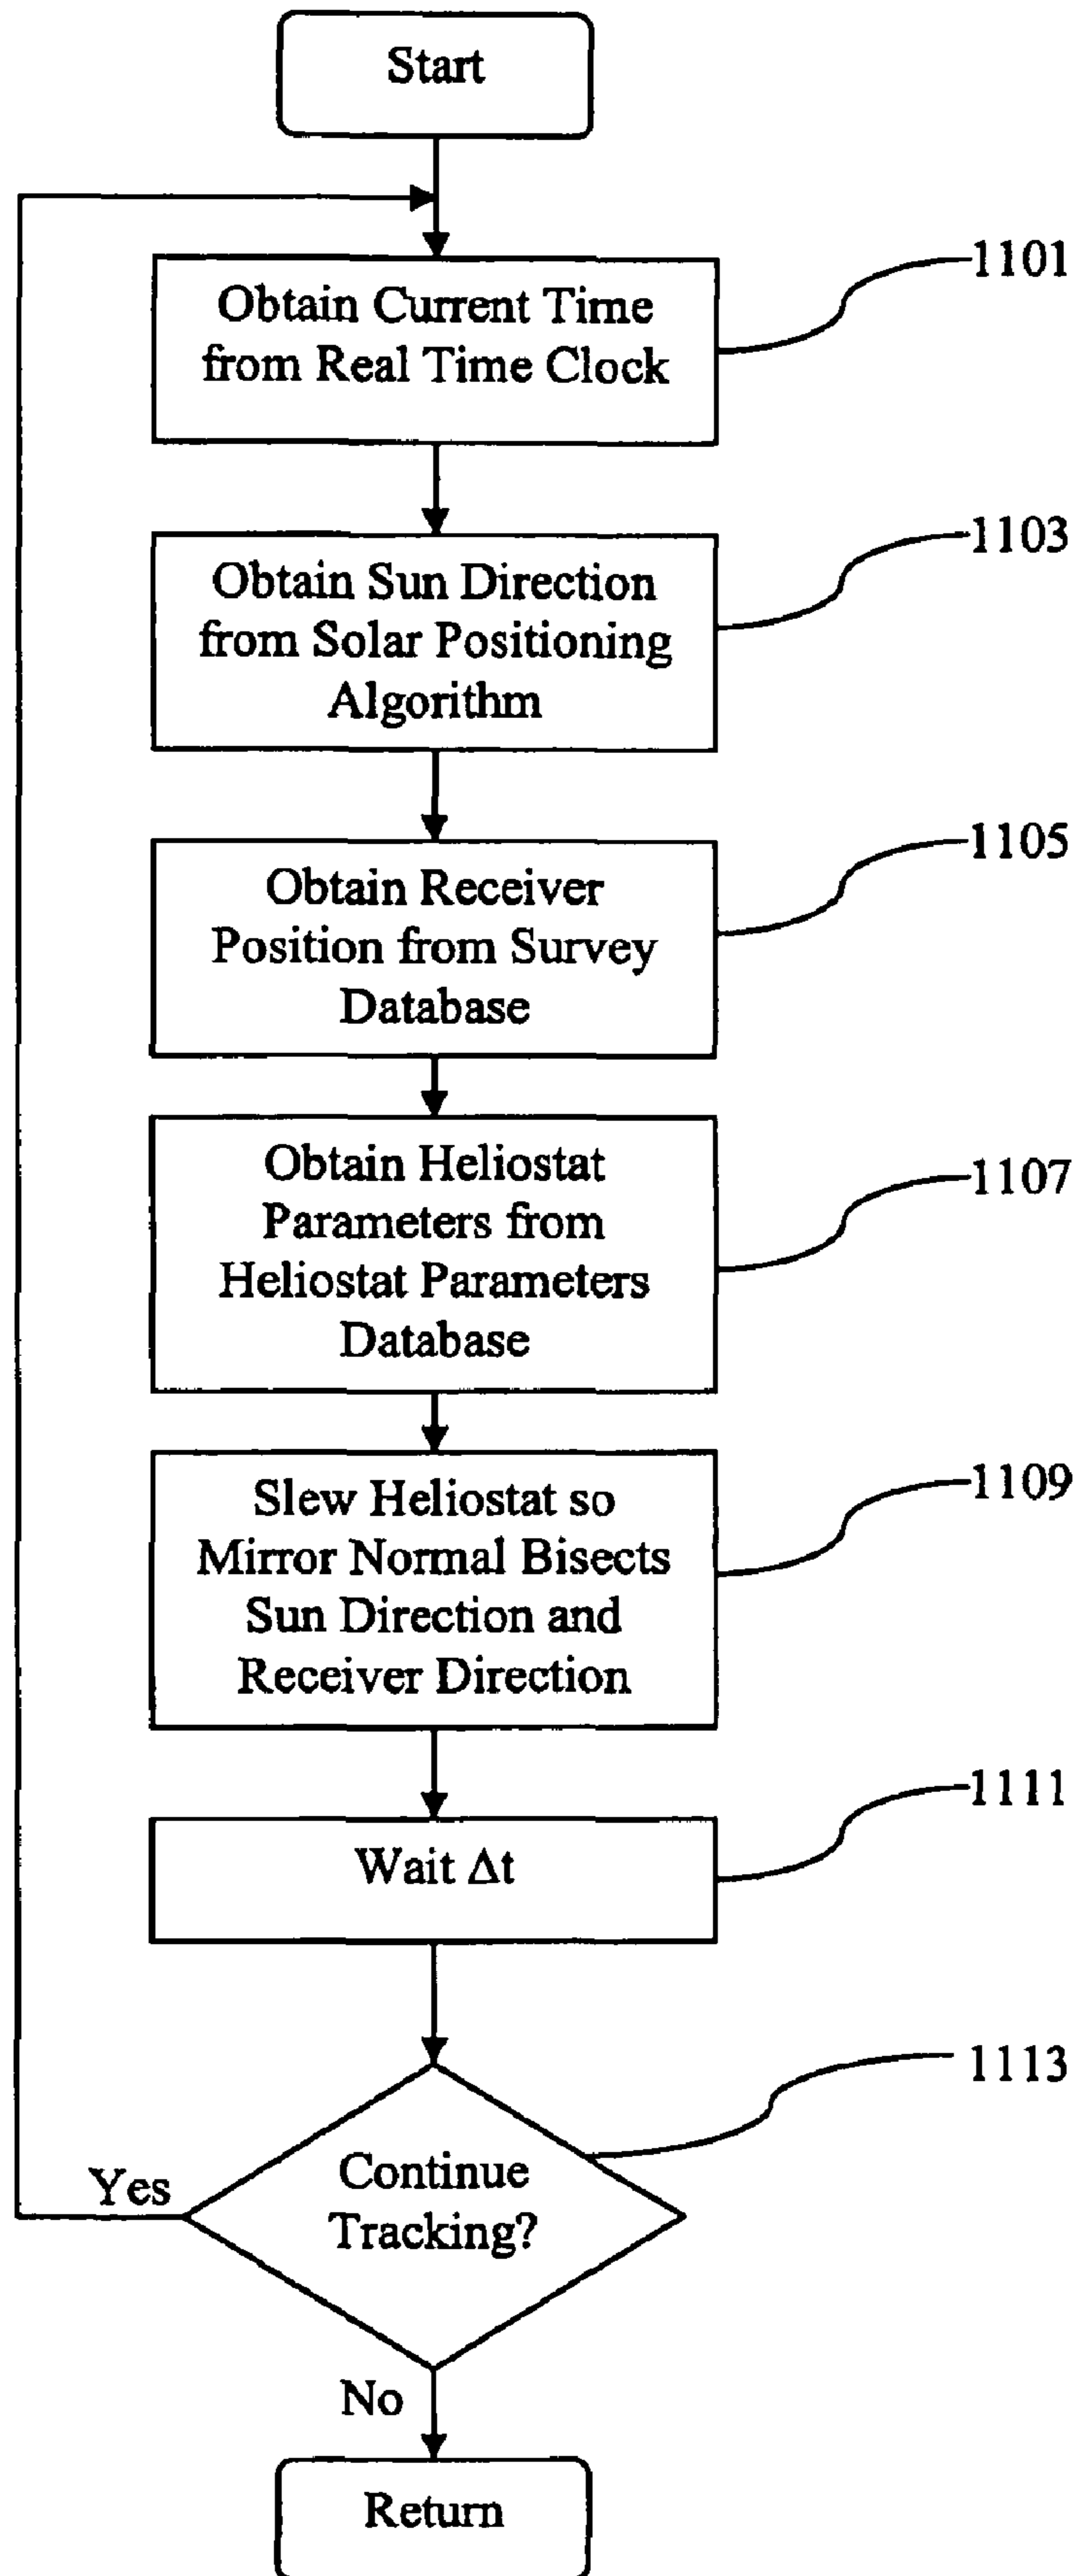 Start
Obtain Current Time
from Real Time Clock
1101
Obtain Sun Direction
from Solar Positioning
Algorithm
1103
Obtain Receiver
Position from Survey
Database
1105
Obtain Heliostat
Parameters from
Heliostat Parameters
Database
1107
Slew Heliostat so
Mirror Normal Bisects
Sun Direction and
Receiver Direction
1109
Wait Δt
1111
Continue
Tracking?
1113
Yes
No
Return